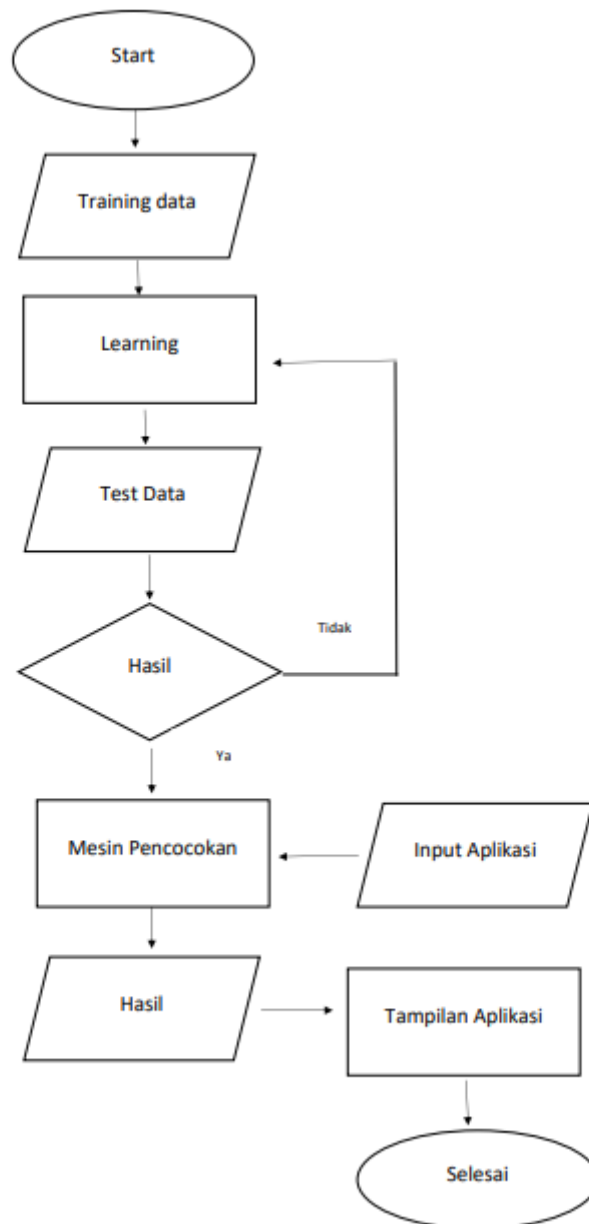 Start
Training data
Learning
Test Data
Tidak
Hasil
Ya
Mesin Pencocokan
Input Aplikasi
Hasil
Tampilan Aplikasi
Selesai